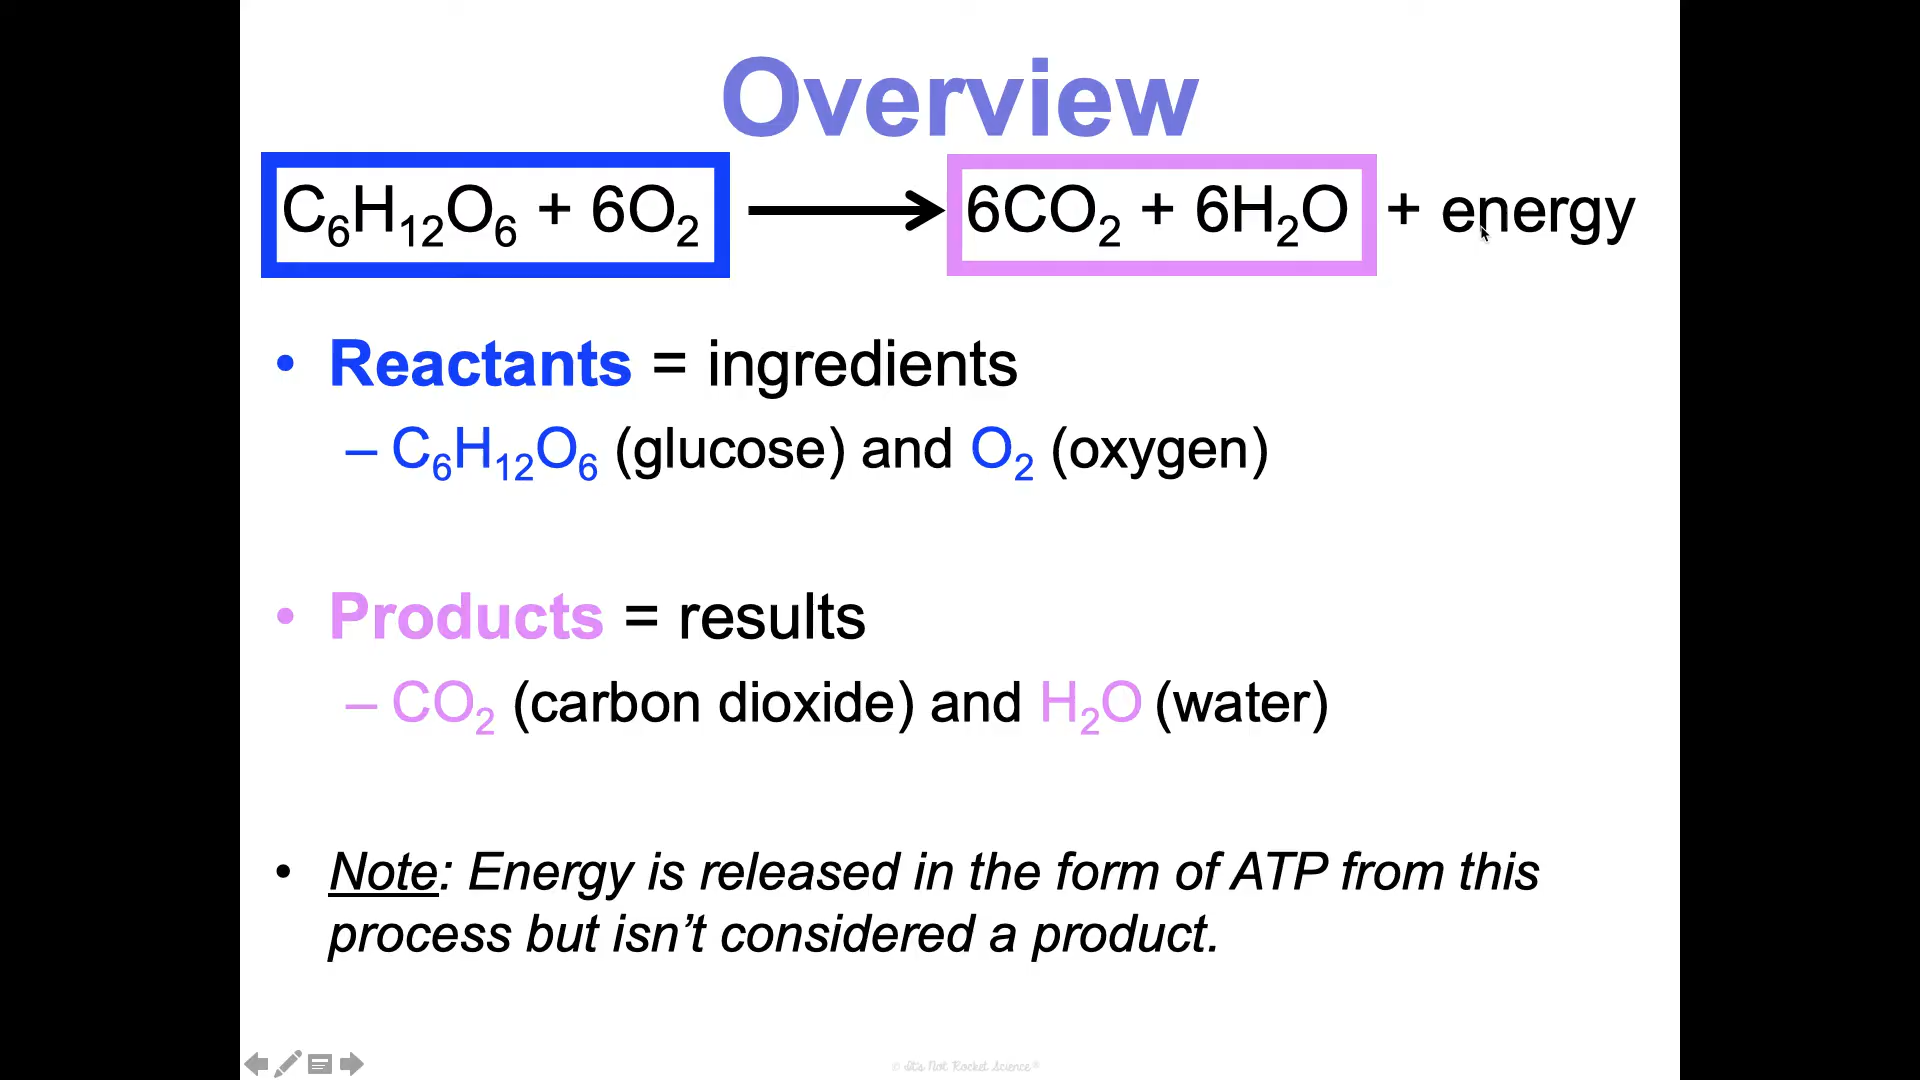 Overview
C₆H₁₂O₆ + 6O₂ → 6CO₂ + 6H₂O + energy
• Reactants = ingredients
– C₆H₁₂O₆ (glucose) and O₂ (oxygen)
• Products = results
– CO₂ (carbon dioxide) and H₂O (water)
• Note: Energy is released in the form of ATP from this
process but isn’t considered a product.
© It's Not Rocket Science®